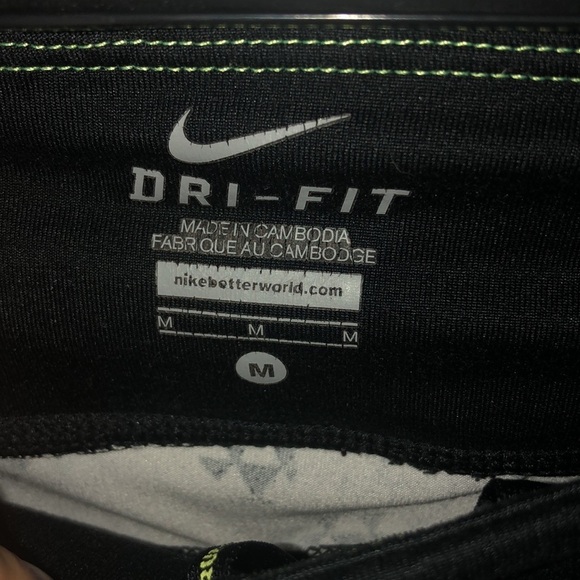 DRI-FIT
MADE IN CAMBODIA
FABRIQUE AU CAMBODGE
nikebetterworld.com
M M M
M